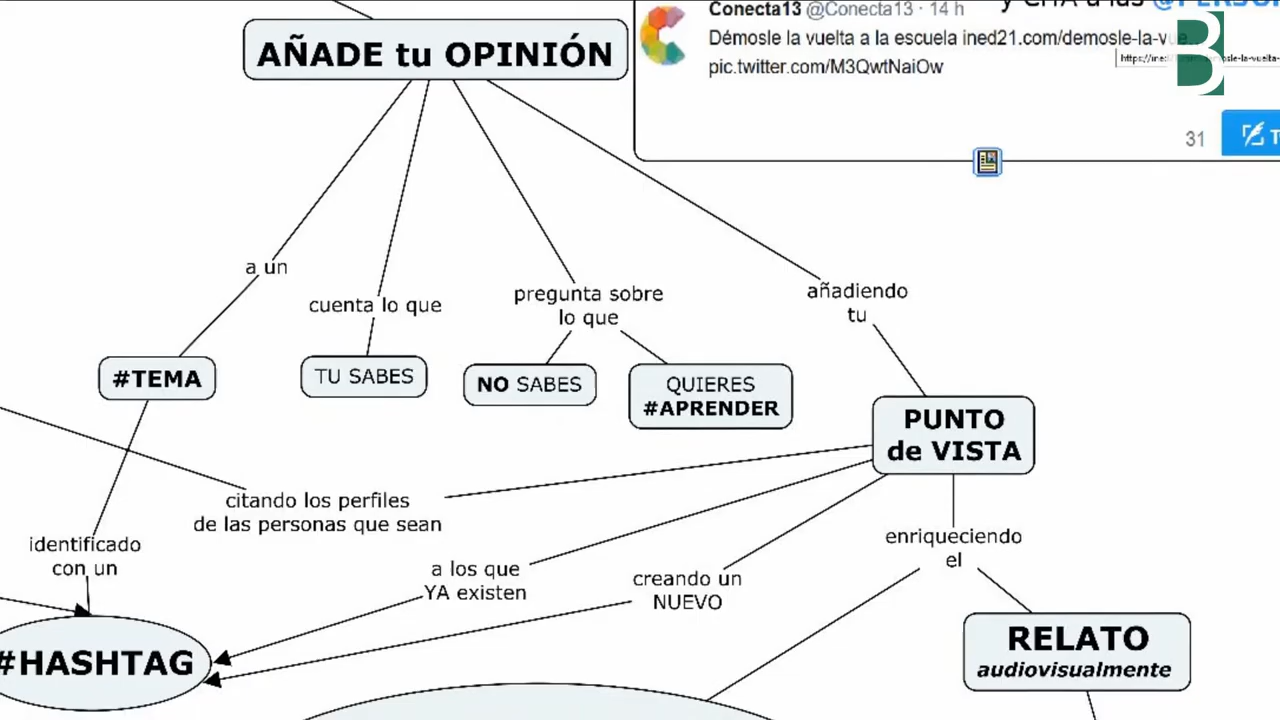 Conecta13 @Conecta13 · 14 h
Démosle la vuelta a la escuela ined21.com/demosle-la-vue...
pic.twitter.com/M3QwtNaiOw
31
B
AÑADE tu OPINIÓN
a un
cuenta lo que
pregunta sobre
lo que
añadiendo
tu
#TEMA
TU SABES
NO SABES
QUIERES
#APRENDER
PUNTO
de VISTA
citando los perfiles
de las personas que sean
identificado
con un
a los que
YA existen
creando un
NUEVO
enriqueciendo
el
#HASHTAG
RELATO
audiovisualmente